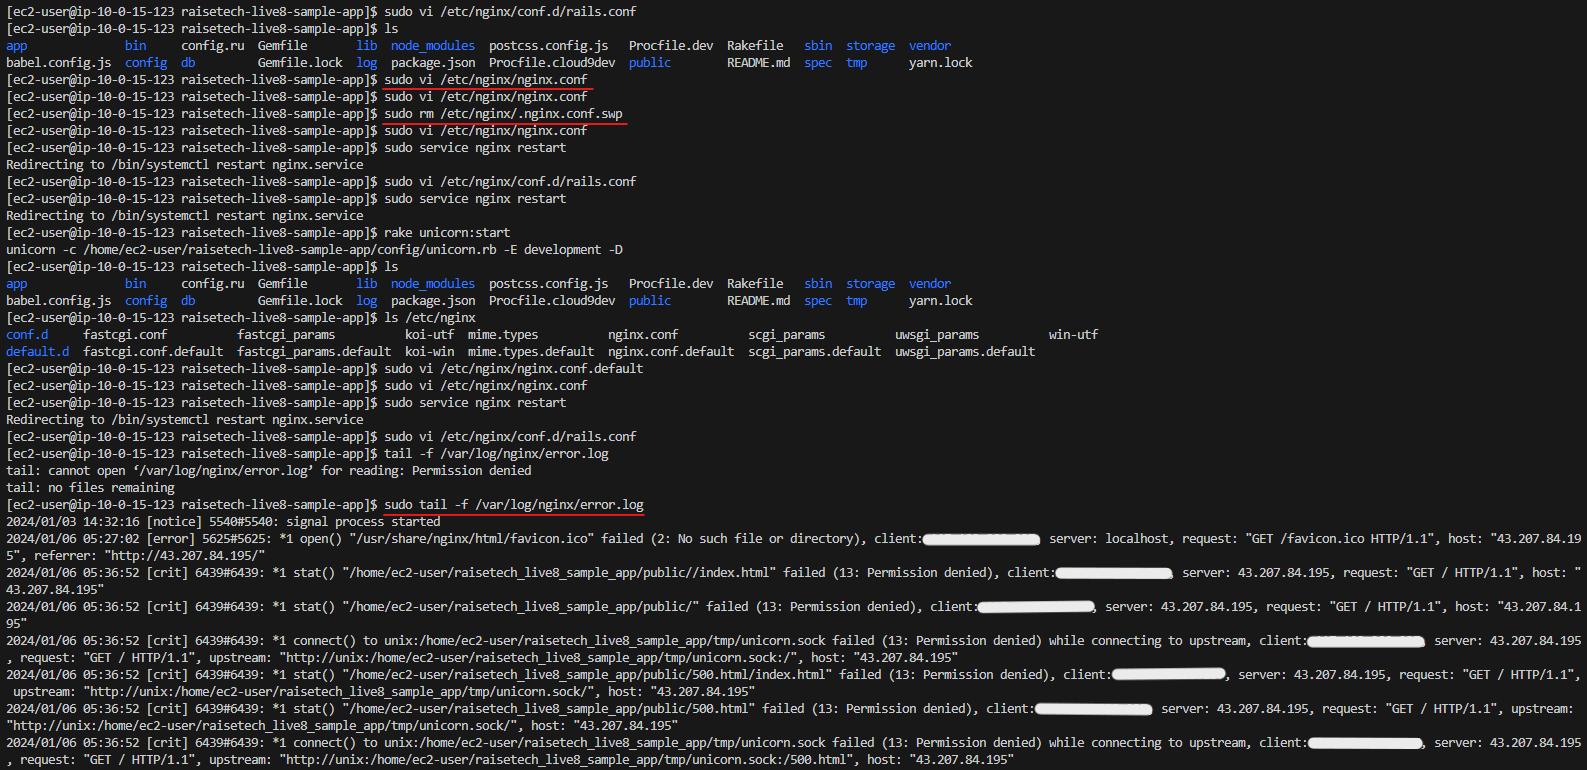 [ec2-user@ip-10-0-15-123 raisetech-live8-sample-app]$ sudo vi /etc/nginx/conf.d/rails.conf
[ec2-user@ip-10-0-15-123 raisetech-live8-sample-app]$ ls
app              bin     config.ru  Gemfile       lib  node_modules  postcss.config.js   Procfile.dev  Rakefile   sbin  storage  vendor
babel.config.js  config  db         Gemfile.lock  log  package.json  Procfile.cloud9dev  public        README.md  spec  tmp      yarn.lock
[ec2-user@ip-10-0-15-123 raisetech-live8-sample-app]$ sudo vi /etc/nginx/nginx.conf
[ec2-user@ip-10-0-15-123 raisetech-live8-sample-app]$ sudo vi /etc/nginx/nginx.conf
[ec2-user@ip-10-0-15-123 raisetech-live8-sample-app]$ sudo rm /etc/nginx/.nginx.conf.swp
[ec2-user@ip-10-0-15-123 raisetech-live8-sample-app]$ sudo vi /etc/nginx/nginx.conf
[ec2-user@ip-10-0-15-123 raisetech-live8-sample-app]$ sudo service nginx restart
Redirecting to /bin/systemctl restart nginx.service
[ec2-user@ip-10-0-15-123 raisetech-live8-sample-app]$ sudo vi /etc/nginx/conf.d/rails.conf
[ec2-user@ip-10-0-15-123 raisetech-live8-sample-app]$ sudo service nginx restart
Redirecting to /bin/systemctl restart nginx.service
[ec2-user@ip-10-0-15-123 raisetech-live8-sample-app]$ rake unicorn:start
unicorn -c /home/ec2-user/raisetech-live8-sample-app/config/unicorn.rb -E development -D
[ec2-user@ip-10-0-15-123 raisetech-live8-sample-app]$ ls
app              bin     config.ru  Gemfile       lib  node_modules  postcss.config.js   Procfile.dev  Rakefile   sbin  storage  vendor
babel.config.js  config  db         Gemfile.lock  log  package.json  Procfile.cloud9dev  public        README.md  spec  tmp      yarn.lock
[ec2-user@ip-10-0-15-123 raisetech-live8-sample-app]$ ls /etc/nginx
conf.d     fastcgi.conf          fastcgi_params          koi-utf  mime.types          nginx.conf          scgi_params          uwsgi_params          win-utf
default.d  fastcgi.conf.default  fastcgi_params.default  koi-win  mime.types.default  nginx.conf.default  scgi_params.default  uwsgi_params.default
[ec2-user@ip-10-0-15-123 raisetech-live8-sample-app]$ sudo vi /etc/nginx/nginx.conf.default
[ec2-user@ip-10-0-15-123 raisetech-live8-sample-app]$ sudo vi /etc/nginx/nginx.conf
[ec2-user@ip-10-0-15-123 raisetech-live8-sample-app]$ sudo service nginx restart
Redirecting to /bin/systemctl restart nginx.service
[ec2-user@ip-10-0-15-123 raisetech-live8-sample-app]$ sudo vi /etc/nginx/conf.d/rails.conf
[ec2-user@ip-10-0-15-123 raisetech-live8-sample-app]$ tail -f /var/log/nginx/error.log
tail: cannot open ‘/var/log/nginx/error.log’ for reading: Permission denied
tail: no files remaining
[ec2-user@ip-10-0-15-123 raisetech-live8-sample-app]$ sudo tail -f /var/log/nginx/error.log
2024/01/03 14:32:16 [notice] 5540#5540: signal process started
2024/01/06 05:27:02 [error] 5625#5625: *1 open() "/usr/share/nginx/html/favicon.ico" failed (2: No such file or directory), client: server: localhost, request: "GET /favicon.ico HTTP/1.1", host: "43.207.84.19
5", referrer: "http://43.207.84.195/"
2024/01/06 05:36:52 [crit] 6439#6439: *1 stat() "/home/ec2-user/raisetech_live8_sample_app/public//index.html" failed (13: Permission denied), client: server: 43.207.84.195, request: "GET / HTTP/1.1", host: "
43.207.84.195"
2024/01/06 05:36:52 [crit] 6439#6439: *1 stat() "/home/ec2-user/raisetech_live8_sample_app/public/" failed (13: Permission denied), client: , server: 43.207.84.195, request: "GET / HTTP/1.1", host: "43.207.84.1
95"
2024/01/06 05:36:52 [crit] 6439#6439: *1 connect() to unix:/home/ec2-user/raisetech_live8_sample_app/tmp/unicorn.sock failed (13: Permission denied) while connecting to upstream, client: server: 43.207.84.195
, request: "GET / HTTP/1.1", upstream: "http://unix:/home/ec2-user/raisetech_live8_sample_app/tmp/unicorn.sock:/", host: "43.207.84.195"
2024/01/06 05:36:52 [crit] 6439#6439: *1 stat() "/home/ec2-user/raisetech_live8_sample_app/public/500.html/index.html" failed (13: Permission denied), client: , server: 43.207.84.195, request: "GET / HTTP/1.1",
upstream: "http://unix:/home/ec2-user/raisetech_live8_sample_app/tmp/unicorn.sock/", host: "43.207.84.195"
2024/01/06 05:36:52 [crit] 6439#6439: *1 stat() "/home/ec2-user/raisetech_live8_sample_app/public/500.html" failed (13: Permission denied), client: server: 43.207.84.195, request: "GET / HTTP/1.1", upstream:
"http://unix:/home/ec2-user/raisetech_live8_sample_app/tmp/unicorn.sock/", host: "43.207.84.195"
2024/01/06 05:36:52 [crit] 6439#6439: *1 connect() to unix:/home/ec2-user/raisetech_live8_sample_app/tmp/unicorn.sock failed (13: Permission denied) while connecting to upstream, client: , server: 43.207.84.195
, request: "GET / HTTP/1.1", upstream: "http://unix:/home/ec2-user/raisetech_live8_sample_app/tmp/unicorn.sock:/500.html", host: "43.207.84.195"